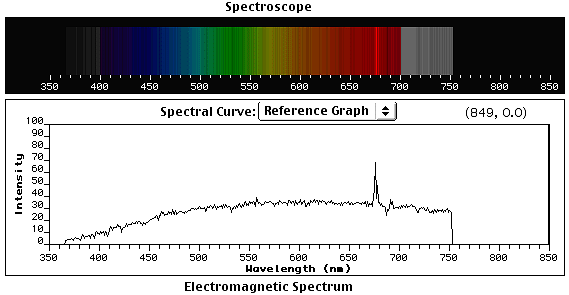 Spectroscope
350 400 450 500 550 600 650 700 750 800 850
Spectral Curve: Reference Graph (849, 0.0)
100
90
80
70
60
50
40
30
20
10
0
Intensity
350 400 450 500 550 600 650 700 750 800 850
Wavelength (nm)
Electromagnetic Spectrum